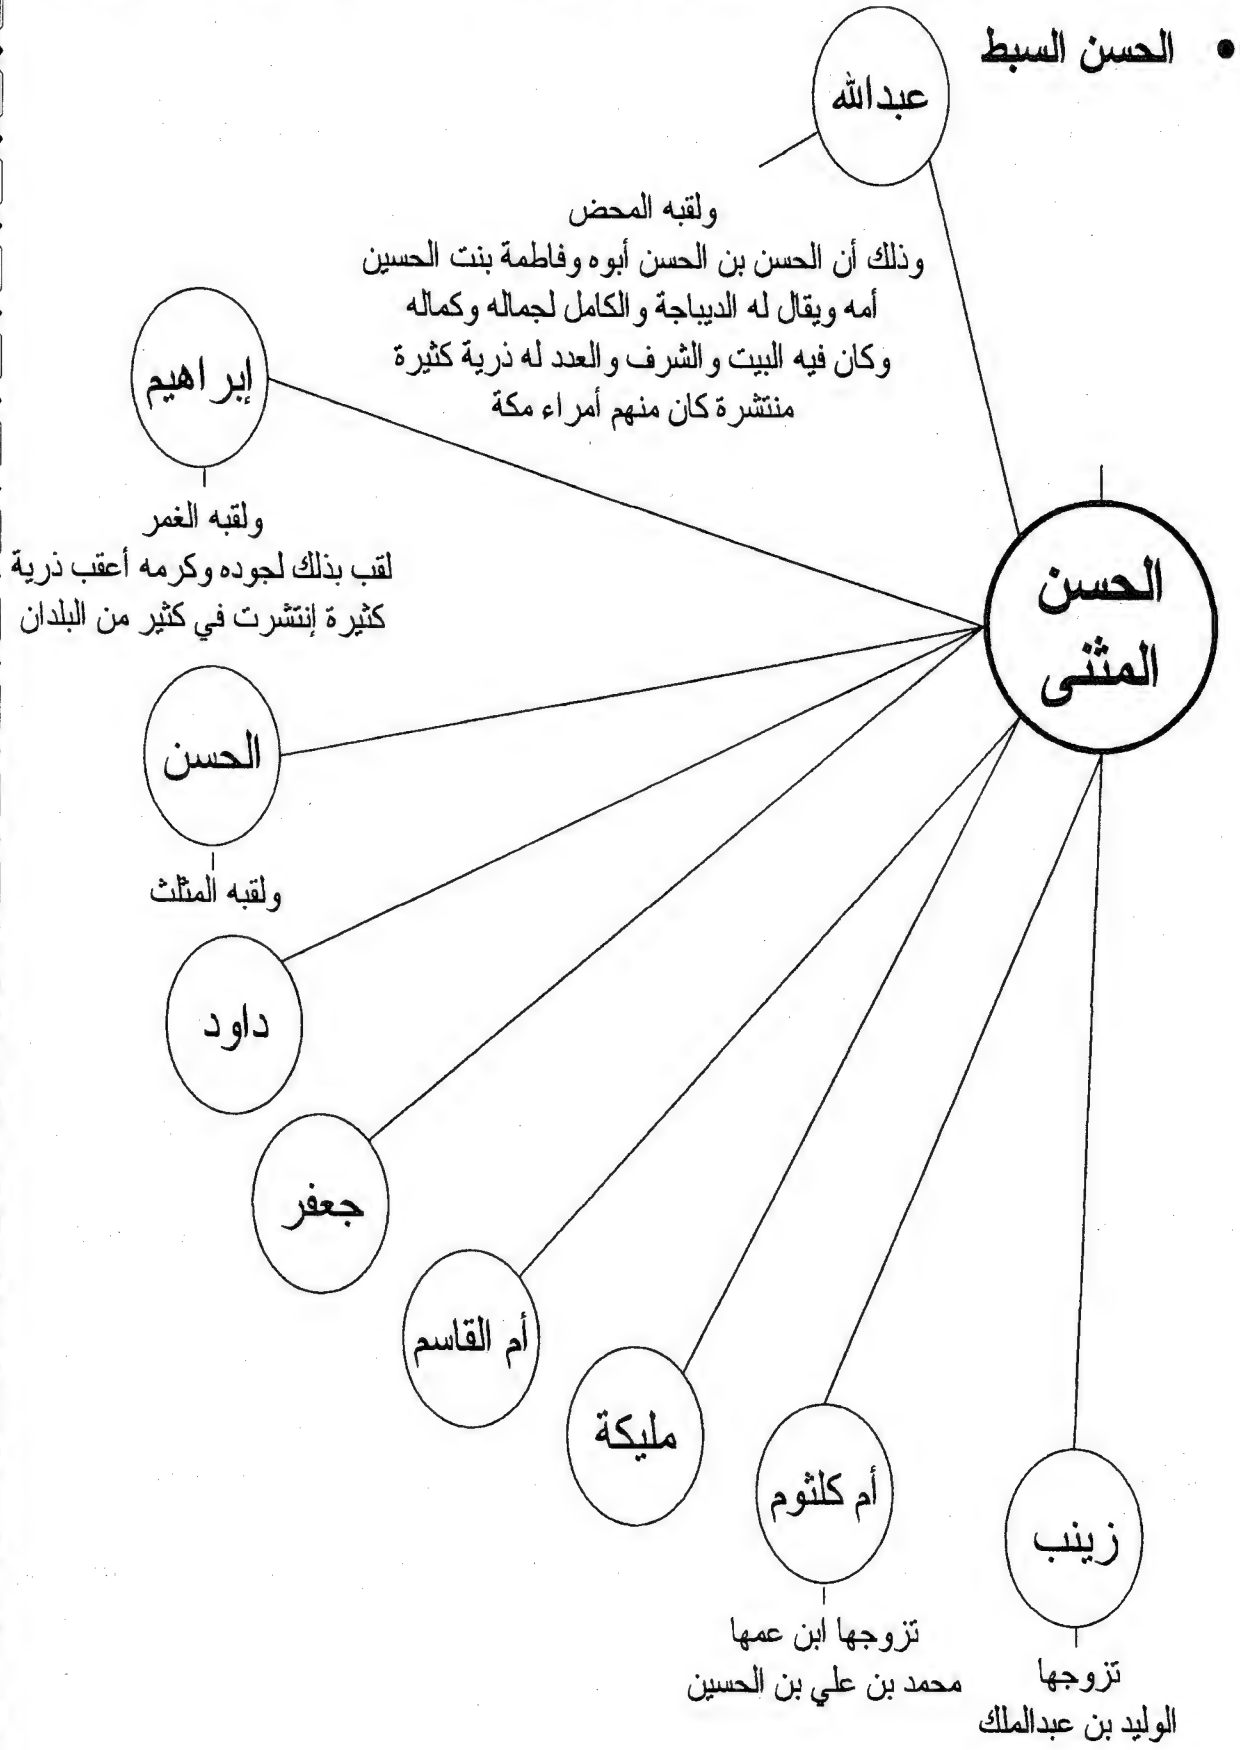 • الحسن السبط
عبدالله
ولقبه المحض
وذلك أن الحسن بن الحسن أبوه وفاطمة بنت الحسين
أمه ويقال له الديباجة والكامل لجماله وكماله
وكان فيه البيت والشرف والعدد له ذرية كثيرة
منتشرة كان منهم أمراء مكة
إبراهيم
ولقبه الغمر
لقب بذلك لجوده وكرمه أعقب ذرية
كثيرة إنتشرت في كثير من البلدان
الحسن
المثنى
الحسن
ولقبه المثلث
داود
جعفر
أم القاسم
مليكة
أم كلثوم
تزوجها ابن عمها
محمد بن علي بن الحسين
زينب
تزوجها
الوليد بن عبدالملك